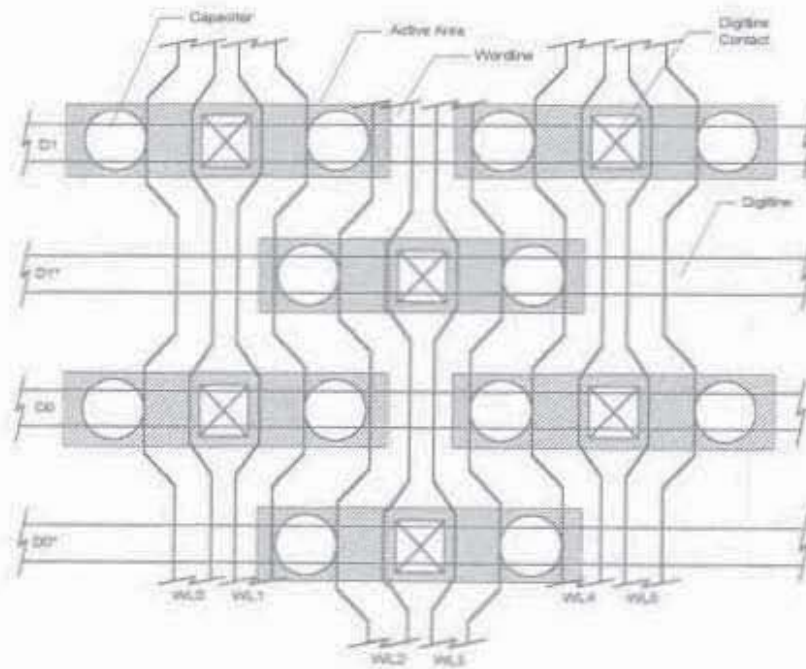 Capacitor
Active Area
Wordline
Digitline
Contact
D1
Digitline
D1*
D0
D0*
WL0
WL1
WL4
WL5
WL2
WL3